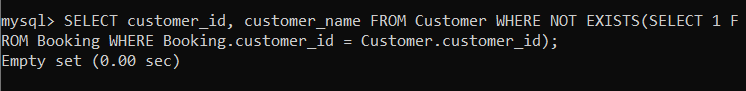 mysql> SELECT customer_id, customer_name FROM Customer WHERE NOT EXISTS(SELECT 1 F
ROM Booking WHERE Booking.customer_id = Customer.customer_id);
Empty set (0.00 sec)